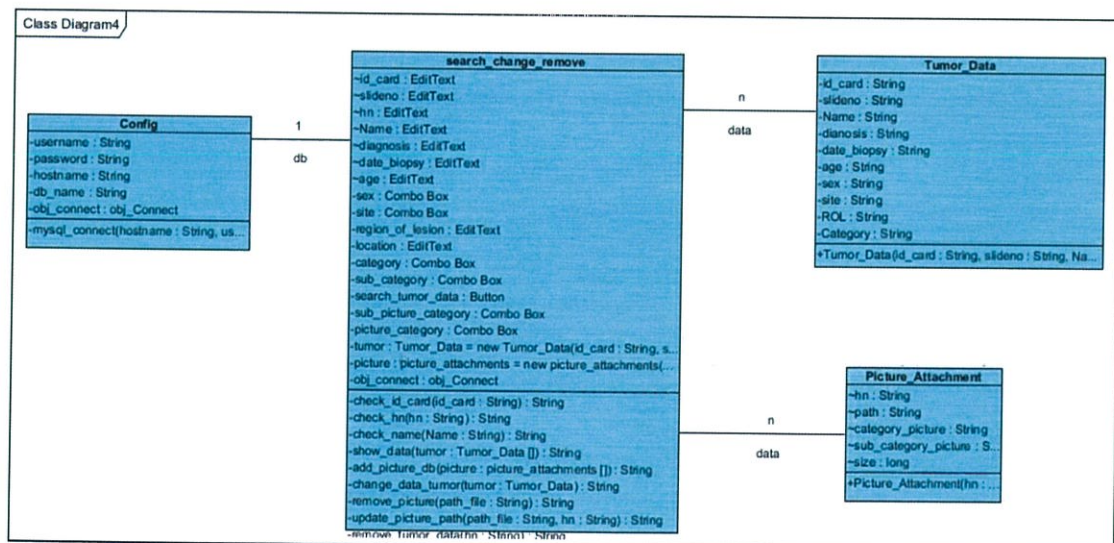 Class Diagram4
Config
-username : String
-password : String
-hostname : String
-db_name : String
-obj_connect : obj_Connect
-mysql_connect(hostname : String, us...
1
db
search_change_remove
~id_card : EditText
~slideno : EditText
~hn : EditText
~Name : EditText
~diagnosis : EditText
~date_biopsy : EditText
~age : EditText
-sex : Combo Box
-site : Combo Box
-region_of_lesion : EditText
-location : EditText
-category : Combo Box
-sub_category : Combo Box
-search_tumor_data : Button
-sub_picture_category : Combo Box
-picture_category : Combo Box
-tumor : Tumor_Data = new Tumor_Data(id_card : String, s...
-picture : picture_attachments = new picture_attachments(...
-obj_connect : obj_Connect
-check_id_card(id_card : String) : String
-check_hn(hn : String) : String
-check_name(Name : String) : String
-show_data(tumor : Tumor_Data []) : String
-add_picture_db(picture : picture_attachments []) : String
-change_data_tumor(tumor : Tumor_Data) : String
-remove_picture(path_file : String) : String
-update_picture_path(path_file : String, hn : String) : String
-remove_tumor_data(hn : String) : String
n
data
Tumor_Data
-id_card : String
-slideno : String
-Name : String
-dianosis : String
-date_biopsy : String
-age : String
-sex : String
-site : String
-ROL : String
-Category : String
+Tumor_Data(id_card : String, slideno : String, Na...
n
data
Picture_Attachment
~hn : String
~path : String
~category_picture : String
~sub_category_picture : S...
~size : long
+Picture_Attachment(hn : ...